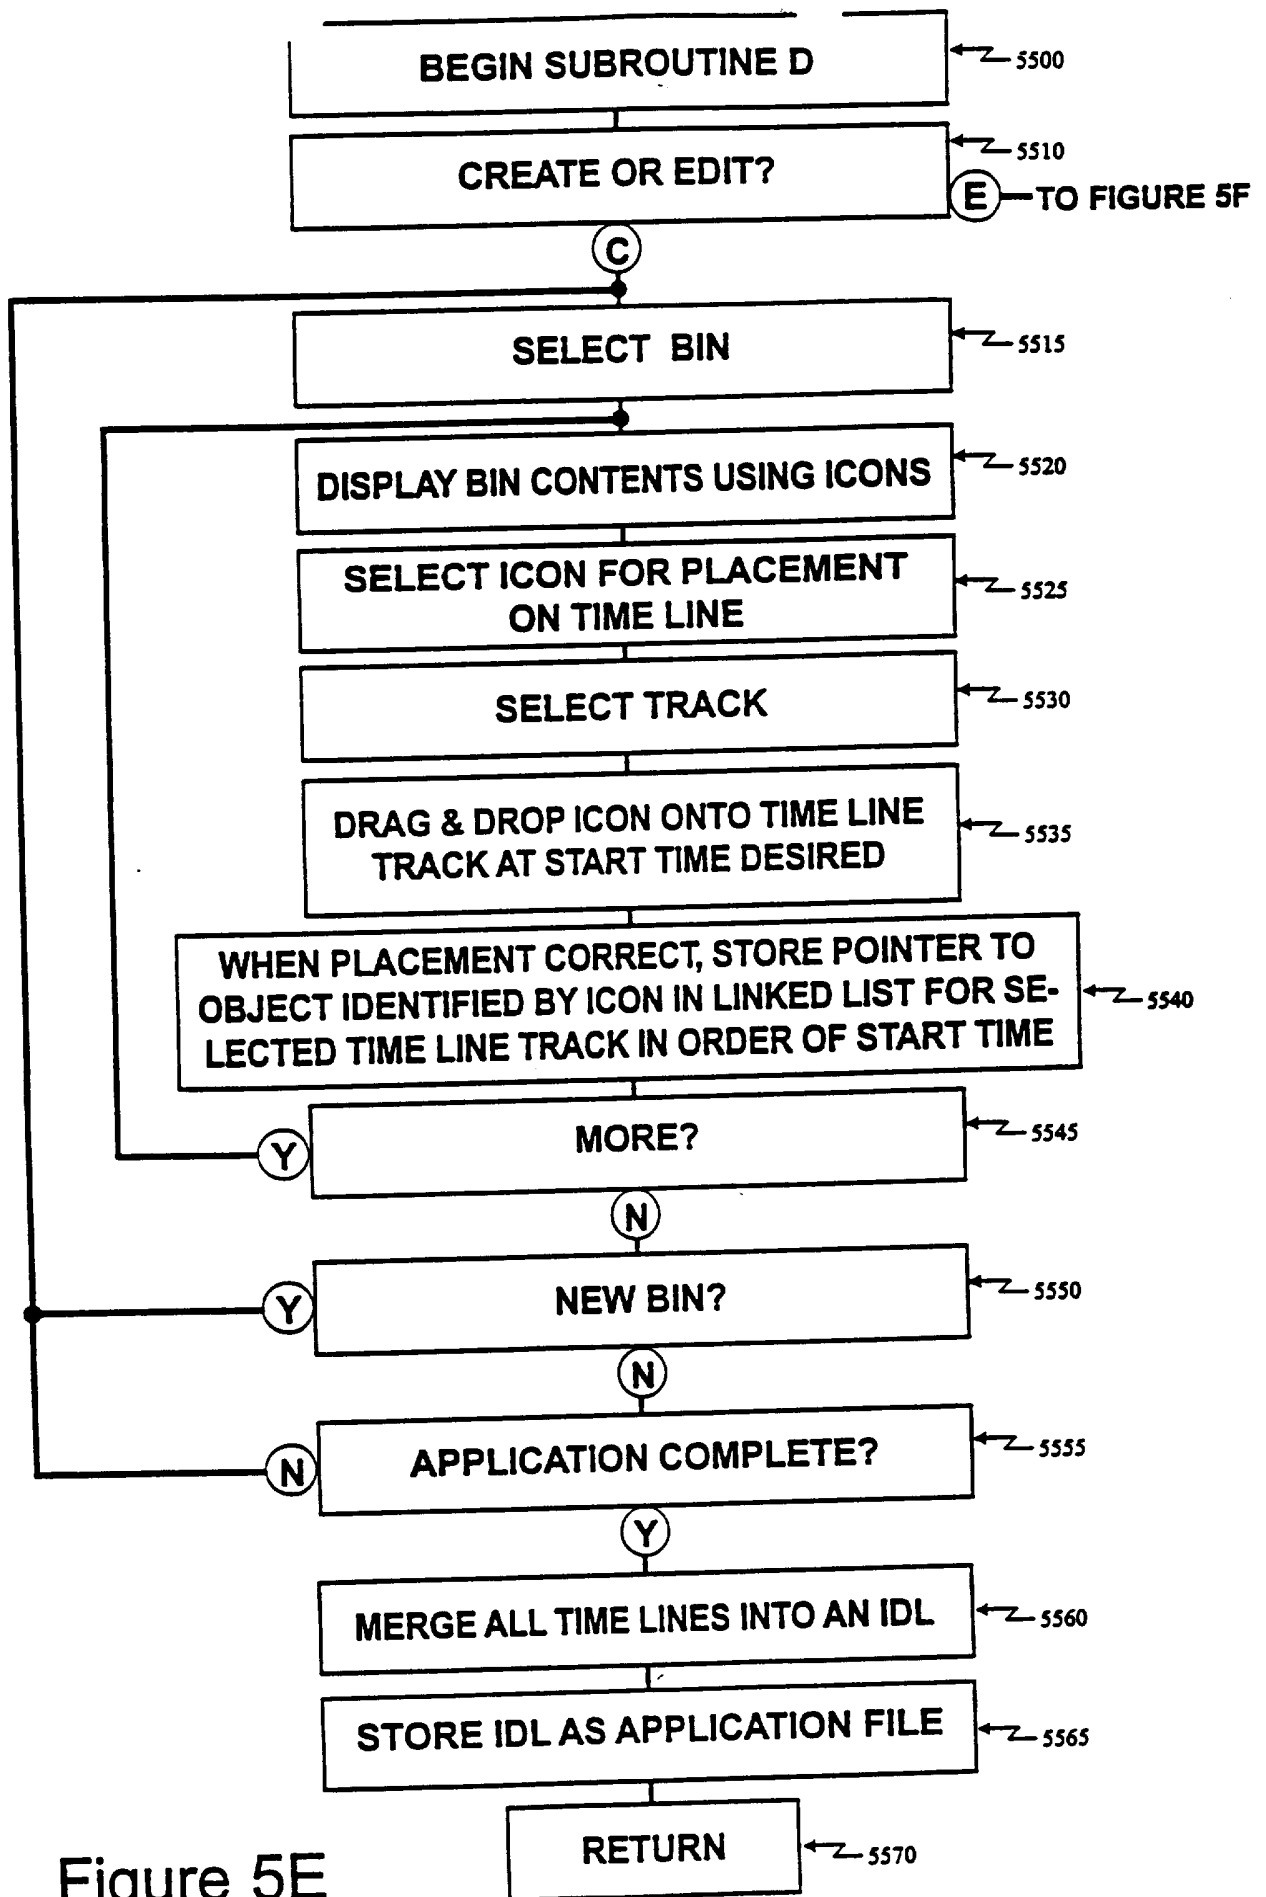 BEGIN SUBROUTINE D
5500
CREATE OR EDIT?
5510
E
TO FIGURE 5F
C
SELECT BIN
5515
DISPLAY BIN CONTENTS USING ICONS
5520
SELECT ICON FOR PLACEMENT
ON TIME LINE
5525
SELECT TRACK
5530
DRAG & DROP ICON ONTO TIME LINE
TRACK AT START TIME DESIRED
5535
WHEN PLACEMENT CORRECT, STORE POINTER TO
OBJECT IDENTIFIED BY ICON IN LINKED LIST FOR SE-
LECTED TIME LINE TRACK IN ORDER OF START TIME
5540
MORE?
5545
Y
N
NEW BIN?
5550
Y
N
APPLICATION COMPLETE?
5555
N
Y
MERGE ALL TIME LINES INTO AN IDL
5560
STORE IDL AS APPLICATION FILE
5565
RETURN
5570
Figure 5E